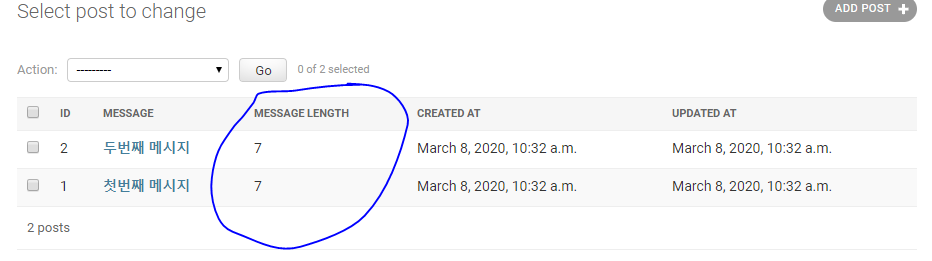 Select post to change
ADD POST +
Action: --------- Go 0 of 2 selected
ID MESSAGE MESSAGE LENGTH CREATED AT UPDATED AT
2 두번째 메시지 7 March 8, 2020, 10:32 a.m. March 8, 2020, 10:32 a.m.
1 첫번째 메시지 7 March 8, 2020, 10:32 a.m. March 8, 2020, 10:32 a.m.
2 posts